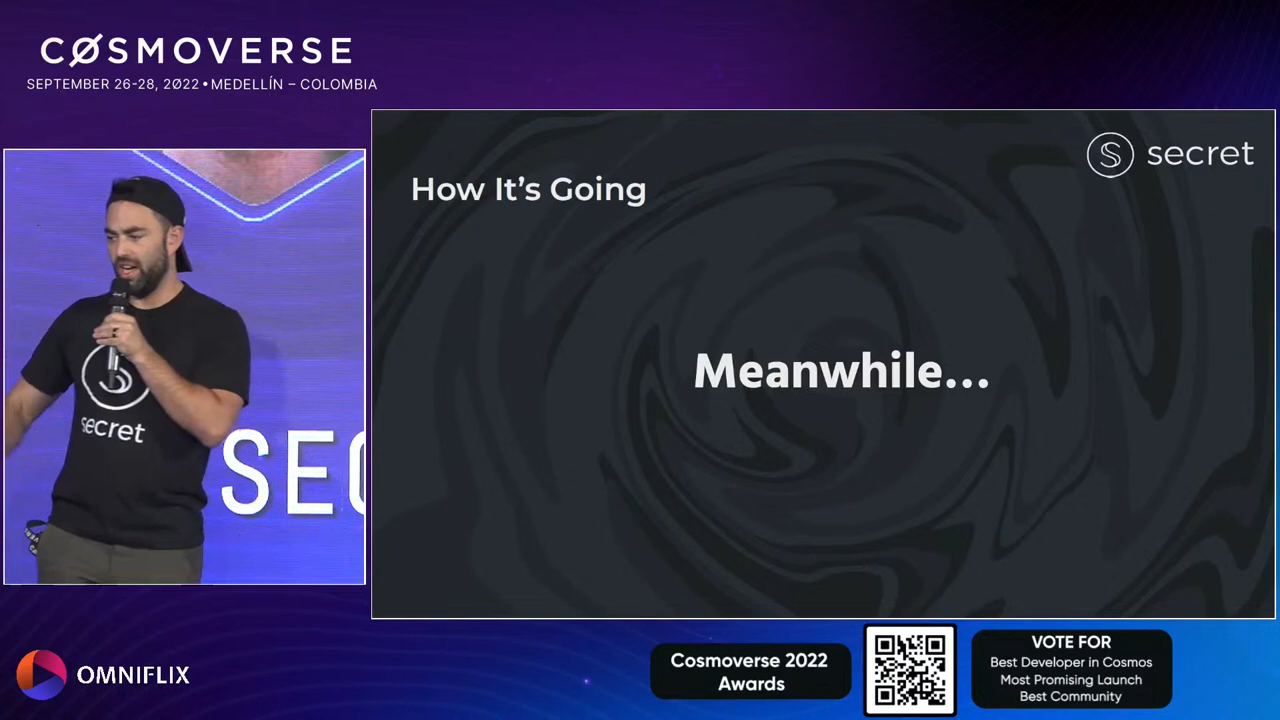 CØSMOVERSE
SEPTEMBER 26-28, 2Ø22 • MEDELLÍN – COLOMBIA
secret
How It's Going
Meanwhile...
secret
SEC
OMNIFLIX
Cosmoverse 2022
Awards
VOTE FOR
Best Developer in Cosmos
Most Promising Launch
Best Community